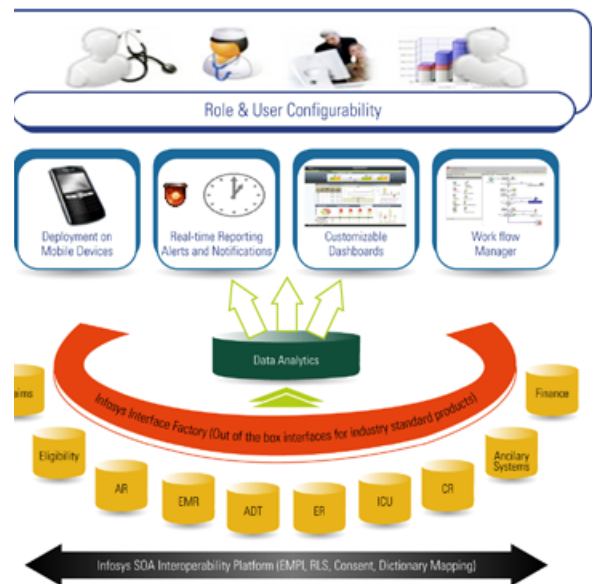 Role & User Configurability
Deployment on
Mobile Devices
Real-time Reporting
Alerts and Notifications
Customizable
Dashboards
Work flow
Manager
Data Analytics
Infosys Interface Factory (Out of the box interfaces for industry standard products)
aims
Finance
Eligibility
Ancilary
Systems
AR
EMR
ADT
ER
ICU
CR
Infosys SOA Interoperability Platform (EMPI, RLS, Consent, Dictionary Mapping)